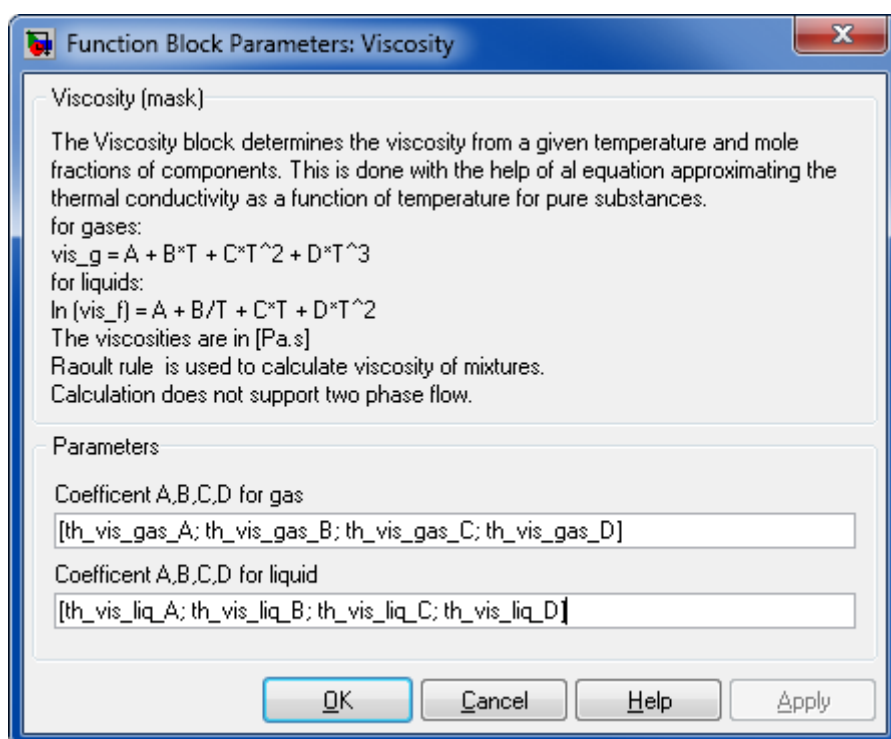 Function Block Parameters: Viscosity
Viscosity (mask)
The Viscosity block determines the viscosity from a given temperature and mole
fractions of components. This is done with the help of al equation approximating the
thermal conductivity as a function of temperature for pure substances.
for gases:
vis_g = A + B*T + C*T^2 + D*T^3
for liquids:
ln (vis_f) = A + B/T + C*T + D*T^2
The viscosities are in [Pa.s]
Raoult rule is used to calculate viscosity of mixtures.
Calculation does not support two phase flow.
Parameters
Coefficent A,B,C,D for gas
[th_vis_gas_A; th_vis_gas_B; th_vis_gas_C; th_vis_gas_D]
Coefficent A,B,C,D for liquid
[th_vis_liq_A; th_vis_liq_B; th_vis_liq_C; th_vis_liq_D]
OK Cancel Help Apply